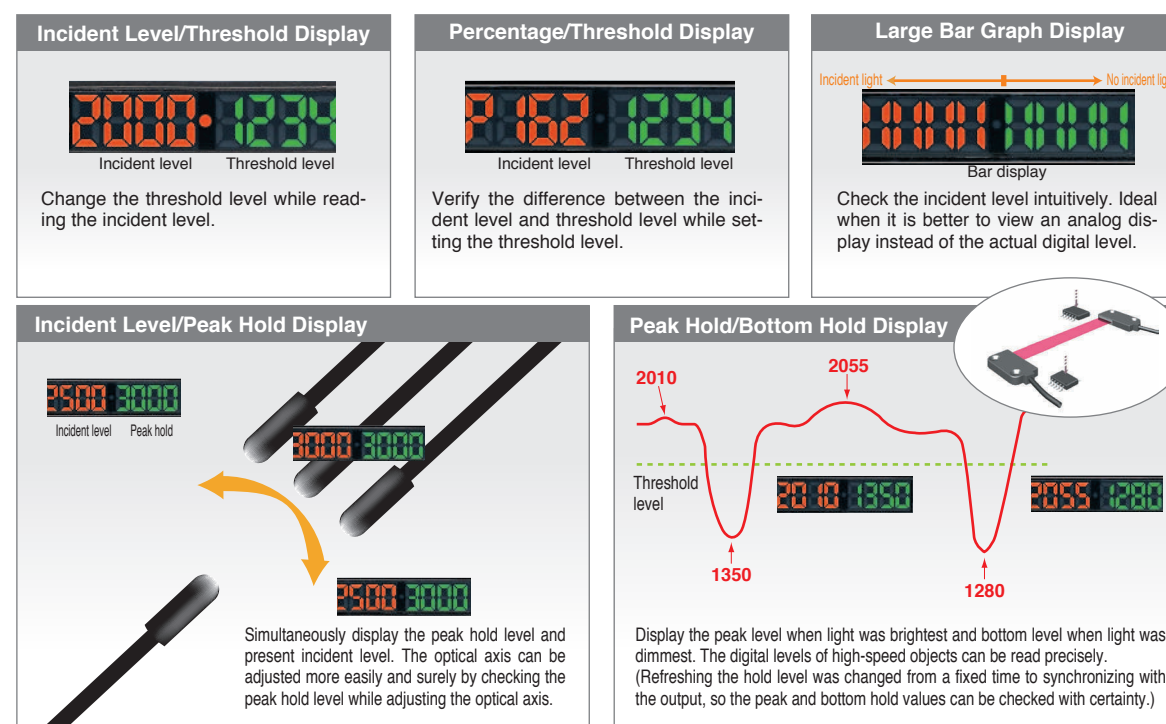 Incident Level/Threshold Display
2000 1234
Incident level Threshold level
Change the threshold level while read-
ing the incident level.
Percentage/Threshold Display
P 162 1234
Incident level Threshold level
Verify the difference between the inci-
dent level and threshold level while set-
ting the threshold level.
Large Bar Graph Display
Incident light No incident lig
Bar display
Check the incident level intuitively. Ideal
when it is better to view an analog dis-
play instead of the actual digital level.
Incident Level/Peak Hold Display
2500 3000
Incident level Peak hold
3000 3000
2500 3000
Simultaneously display the peak hold level and
present incident level. The optical axis can be
adjusted more easily and surely by checking the
peak hold level while adjusting the optical axis.
Peak Hold/Bottom Hold Display
2010
2055
Threshold
level
2010 1350
2055 1280
1350
1280
Display the peak level when light was brightest and bottom level when light was
dimmest. The digital levels of high-speed objects can be read precisely.
(Refreshing the hold level was changed from a fixed time to synchronizing with
the output, so the peak and bottom hold values can be checked with certainty.)